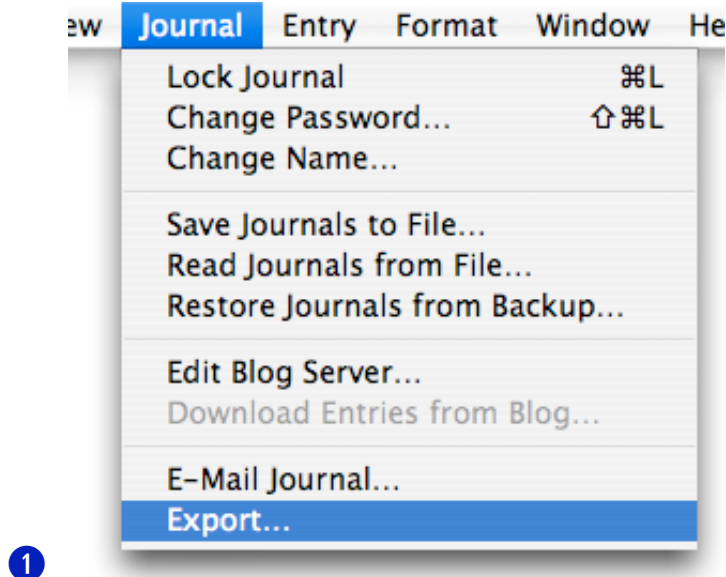 ew Journal Entry Format Window He
Lock Journal ⌘L
Change Password... ⇧⌘L
Change Name...
Save Journals to File...
Read Journals from File...
Restore Journals from Backup...
Edit Blog Server...
Download Entries from Blog...
E-Mail Journal...
Export...
1